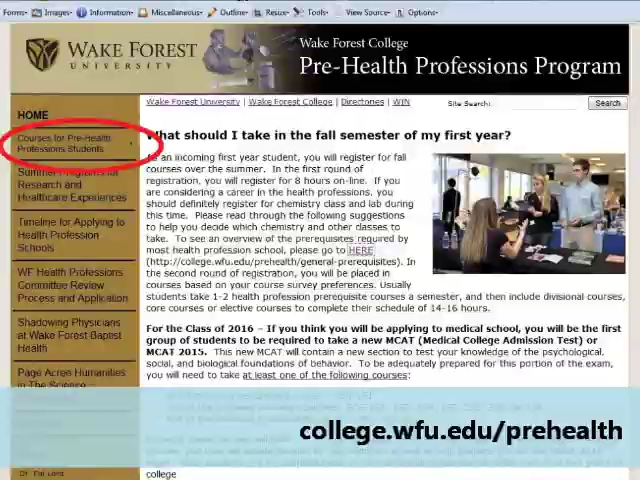 Forms Images Information Miscellaneous Outline Resize Tools View Source Options
WAKE FOREST
UNIVERSITY
Wake Forest College
Pre-Health Professions Program
Wake Forest University | Wake Forest College | Directories | WIN
Site Search:
Search
HOME
Courses for Pre-Health
Professions Students
Summer Programs for
Research and
Healthcare Experiences
Timeline for Applying to
Health Profession
Schools
WF Health Professions
Committee Review
Process and Application
Shadowing Physicians
at Wake Forest Baptist
Health
Page Acree Humanities
in The Science
What should I take in the fall semester of my first year?
As an incoming first year student, you will register for fall
courses over the summer. In the first round of
registration, you will register for 8 hours on-line. If you
are considering a career in the health professions, you
should definitely register for chemistry class and lab during
this time. Please read through the following suggestions
to help you decide which chemistry and other classes to
take. To see an overview of the prerequisites required by
most health profession school, please go to HERE
(http://college.wfu.edu/prehealth/general-prerequisites). In
the second round of registration, you will be placed in
courses based on your course survey preferences. Usually
students take 1-2 health profession prerequisite courses a semester, and then include divisional courses,
core courses or elective courses to complete their schedule of 14-16 hours.
For the Class of 2016 – If you think you will be applying to medical school, you will be the first
group of students to be required to take a new MCAT (Medical College Admission Test) or
MCAT 2015. This new MCAT will contain a new section to test your knowledge of the psychological,
social, and biological foundations of behavior. To be adequately prepared for this portion of the exam,
you will need to take at least one of the following courses:
college.wfu.edu/prehealth
college